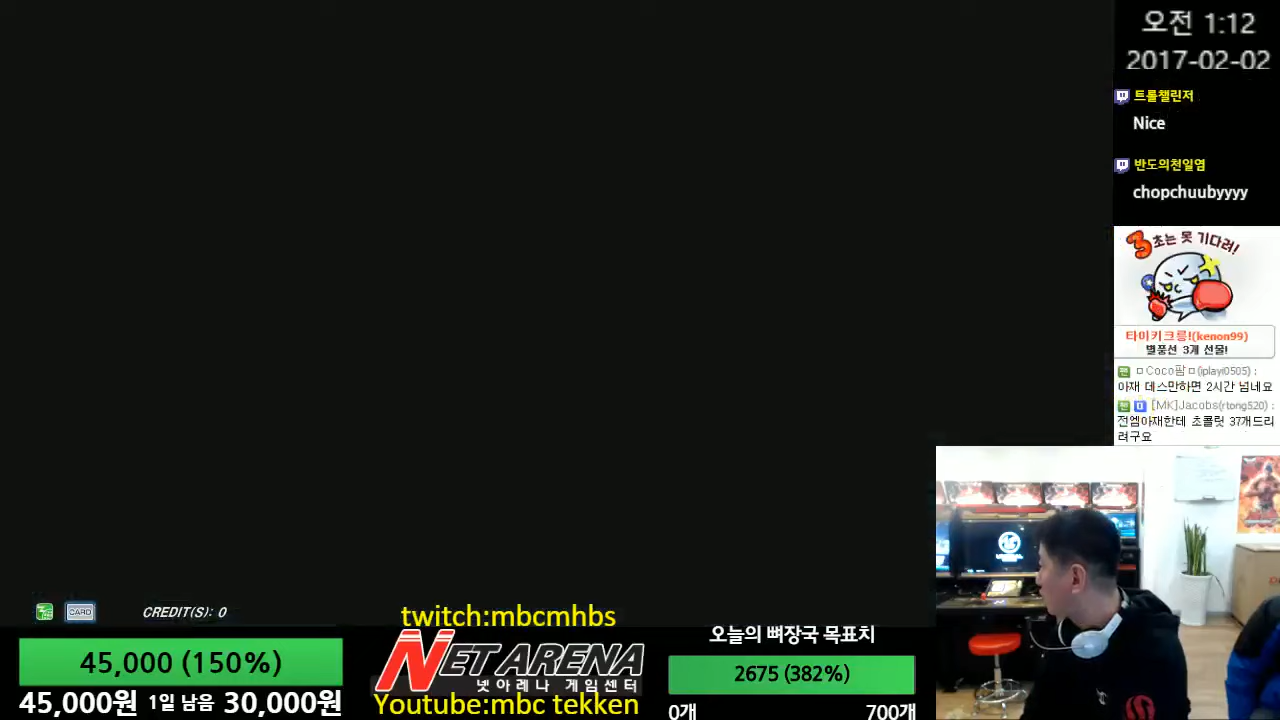 오전 1:12
2017-02-02
트롤챌린저
Nice
반도의천일염
chopchuubyyyy
3초는 못 기다려!
타이키크릉!(kenon99)
별풍선 3개 선물!
팬 ㅁCoco팜ㅁ(iplayi0505) :
아재 데스만하면 2시간 넘네요
팬 [MK]Jacobs(rtong520) :
전엠아재한테 초콜릿 37개드리
려구요
CARD
CREDIT(S): 0
twitch:mbcmhbs
NET ARENA
넷아레나 게임센터
Youtube:mbc tekken
45,000 (150%)
45,000원 1일 남음 30,000원
오늘의 뼈장국 목표치
2675 (382%)
0개 700개